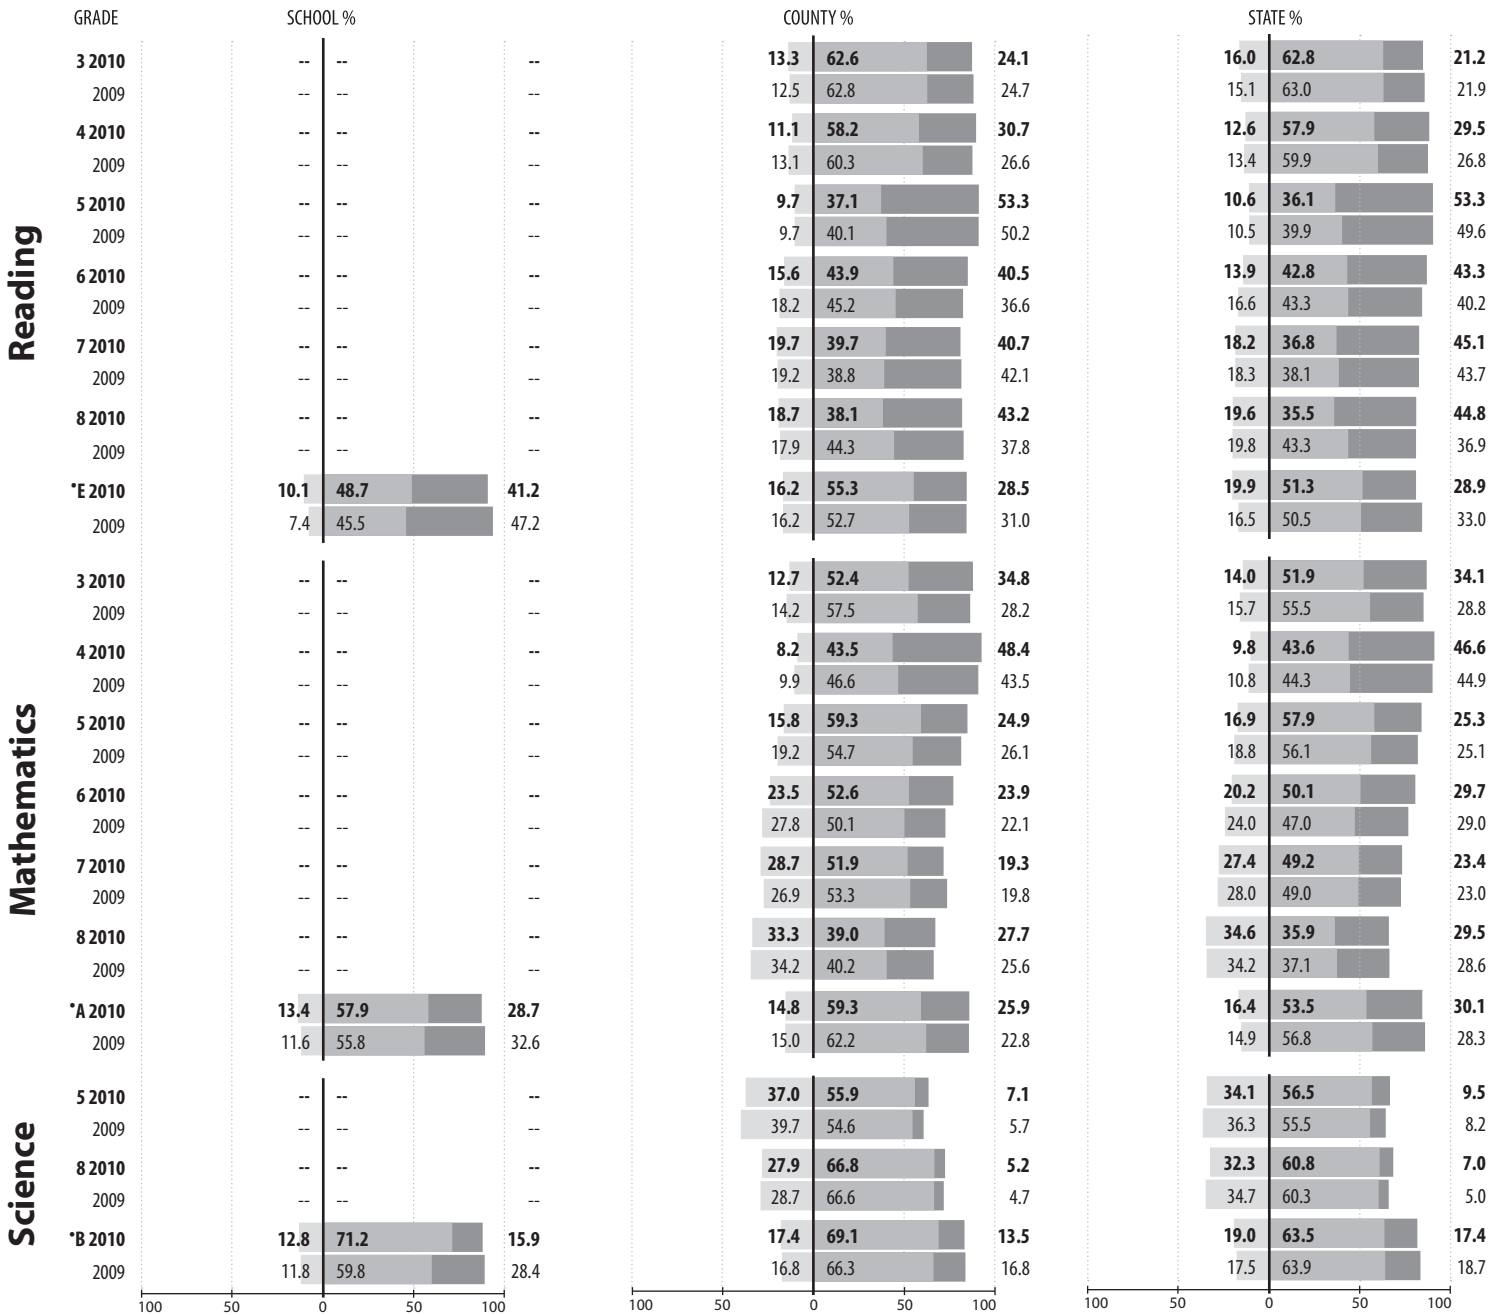 GRADE SCHOOL % COUNTY % STATE %
Reading
3 2010 -- -- -- 13.3 62.6 24.1 16.0 62.8 21.2
2009 -- -- -- 12.5 62.8 24.7 15.1 63.0 21.9
4 2010 -- -- -- 11.1 58.2 30.7 12.6 57.9 29.5
2009 -- -- -- 13.1 60.3 26.6 13.4 59.9 26.8
5 2010 -- -- -- 9.7 37.1 53.3 10.6 36.1 53.3
2009 -- -- -- 9.7 40.1 50.2 10.5 39.9 49.6
6 2010 -- -- -- 15.6 43.9 40.5 13.9 42.8 43.3
2009 -- -- -- 18.2 45.2 36.6 16.6 43.3 40.2
7 2010 -- -- -- 19.7 39.7 40.7 18.2 36.8 45.1
2009 -- -- -- 19.2 38.8 42.1 18.3 38.1 43.7
8 2010 -- -- -- 18.7 38.1 43.2 19.6 35.5 44.8
2009 -- -- -- 17.9 44.3 37.8 19.8 43.3 36.9
•E 2010 10.1 48.7 41.2 16.2 55.3 28.5 19.9 51.3 28.9
2009 7.4 45.5 47.2 16.2 52.7 31.0 16.5 50.5 33.0
Mathematics
3 2010 -- -- -- 12.7 52.4 34.8 14.0 51.9 34.1
2009 -- -- -- 14.2 57.5 28.2 15.7 55.5 28.8
4 2010 -- -- -- 8.2 43.5 48.4 9.8 43.6 46.6
2009 -- -- -- 9.9 46.6 43.5 10.8 44.3 44.9
5 2010 -- -- -- 15.8 59.3 24.9 16.9 57.9 25.3
2009 -- -- -- 19.2 54.7 26.1 18.8 56.1 25.1
6 2010 -- -- -- 23.5 52.6 23.9 20.2 50.1 29.7
2009 -- -- -- 27.8 50.1 22.1 24.0 47.0 29.0
7 2010 -- -- -- 28.7 51.9 19.3 27.4 49.2 23.4
2009 -- -- -- 26.9 53.3 19.8 28.0 49.0 23.0
8 2010 -- -- -- 33.3 39.0 27.7 34.6 35.9 29.5
2009 -- -- -- 34.2 40.2 25.6 34.2 37.1 28.6
•A 2010 13.4 57.9 28.7 14.8 59.3 25.9 16.4 53.5 30.1
2009 11.6 55.8 32.6 15.0 62.2 22.8 14.9 56.8 28.3
Science
5 2010 -- -- -- 37.0 55.9 7.1 34.1 56.5 9.5
2009 -- -- -- 39.7 54.6 5.7 36.3 55.5 8.2
8 2010 -- -- -- 27.9 66.8 5.2 32.3 60.8 7.0
2009 -- -- -- 28.7 66.6 4.7 34.7 60.3 5.0
•B 2010 12.8 71.2 15.9 17.4 69.1 13.5 19.0 63.5 17.4
2009 11.8 59.8 28.4 16.8 66.3 16.8 17.5 63.9 18.7
100 50 0 50 100 100 50 0 50 100 100 50 0 50 100